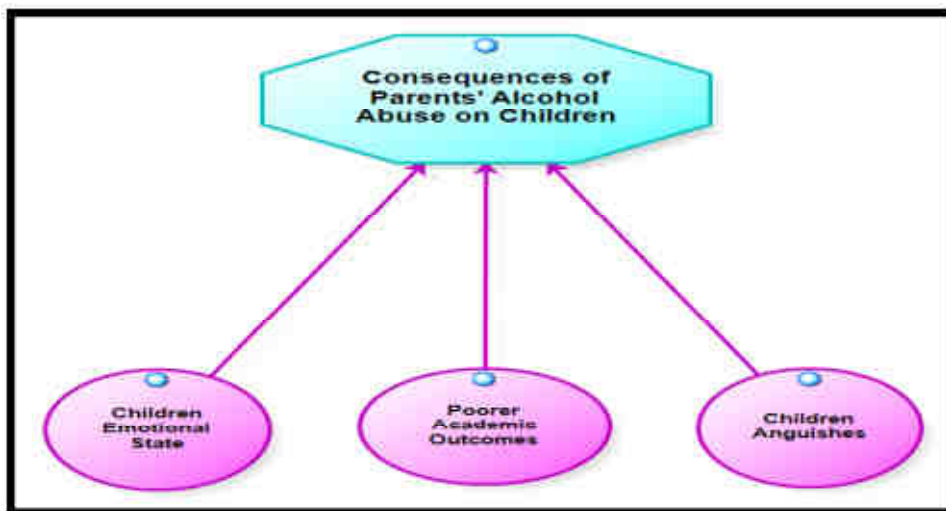 Consequences of
Parents' Alcohol
Abuse on Children
Children
Emotional
State
Poorer
Academic
Outcomes
Children
Anguishes